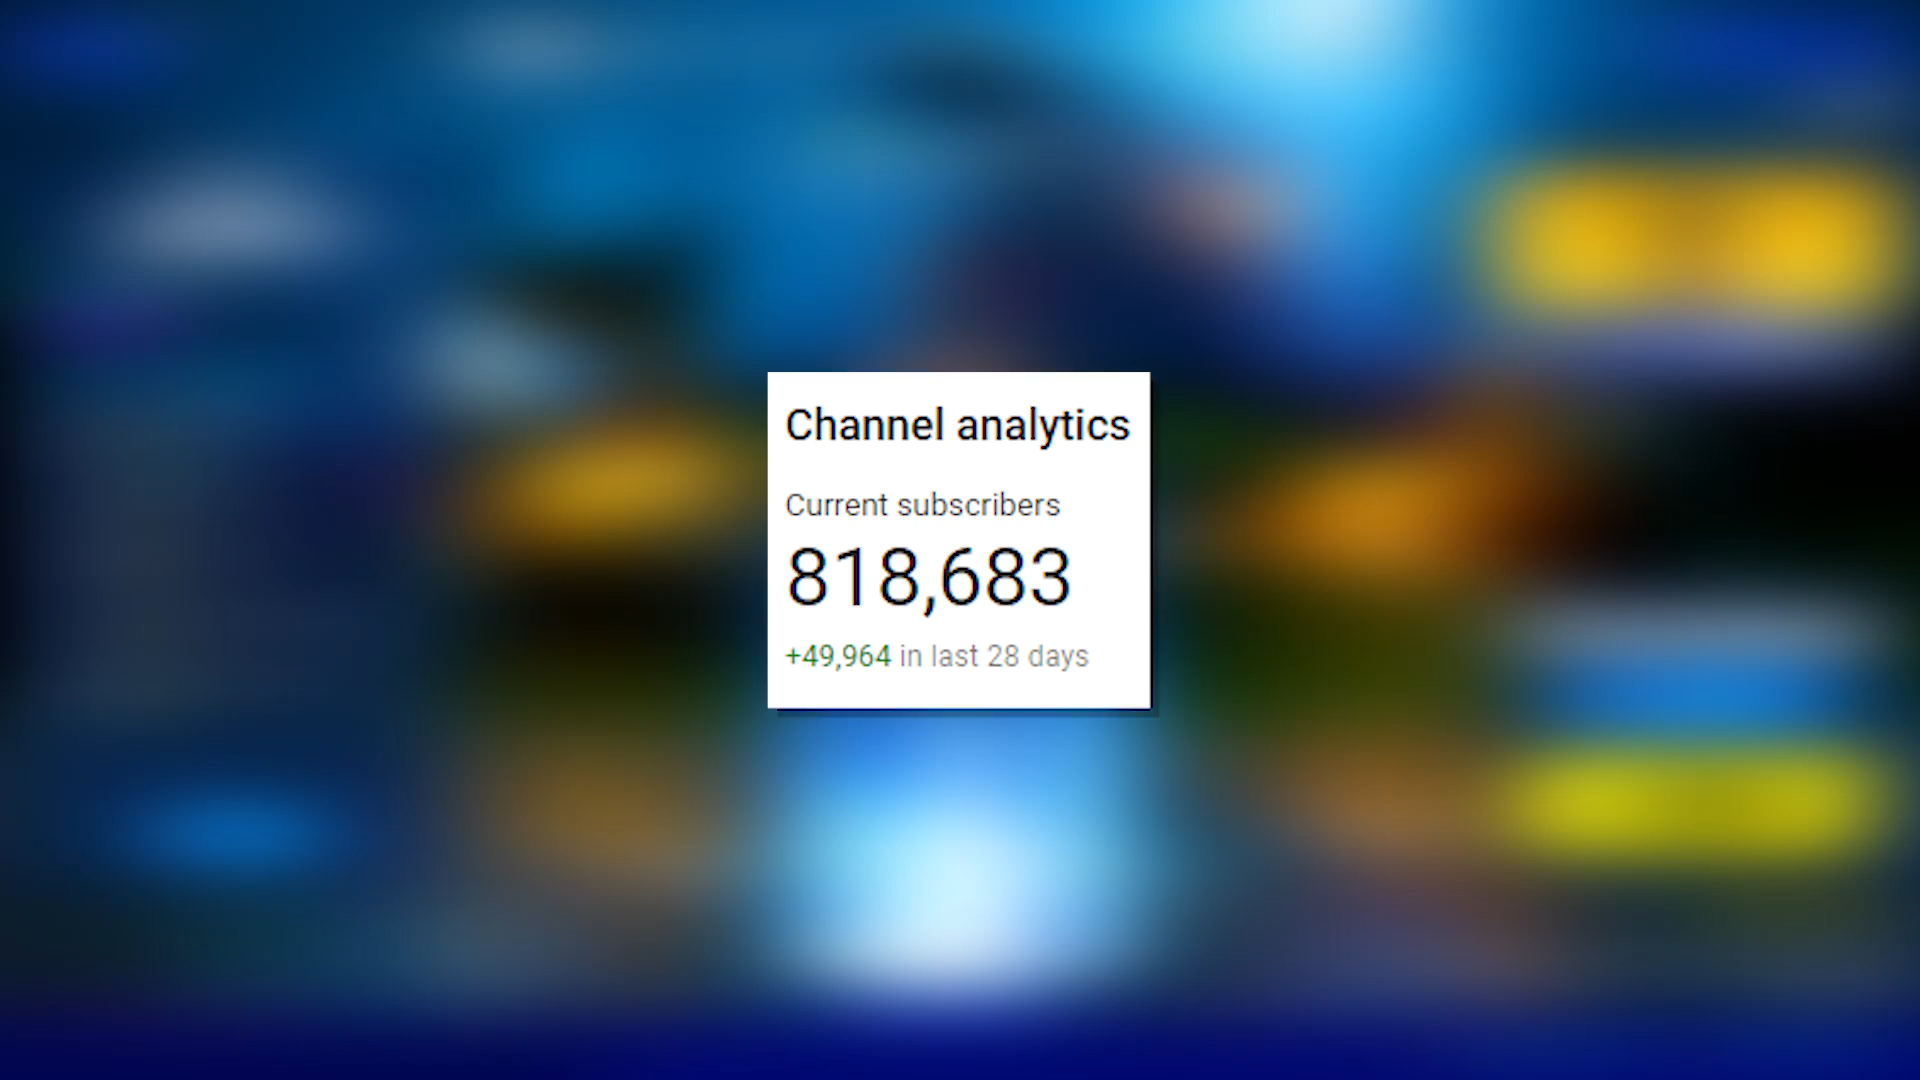 Channel analytics
Current subscribers
818,683
+49,964 in last 28 days